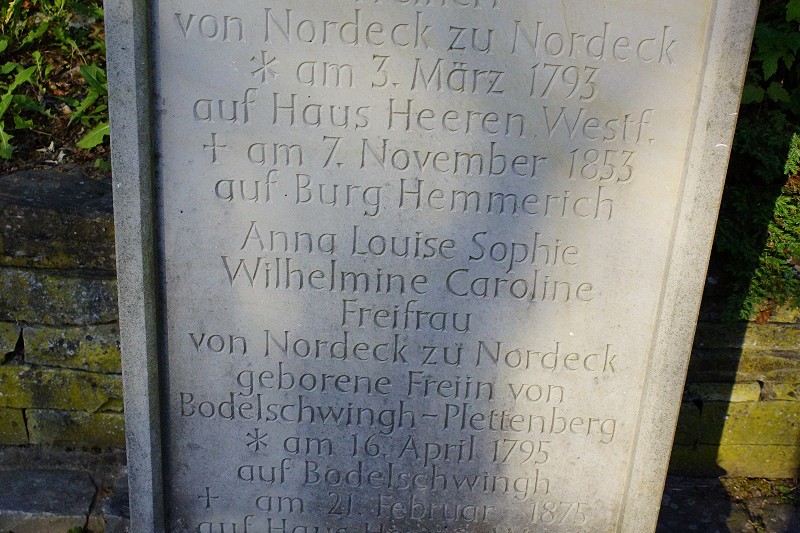 von Nordeck zu Nordeck
* am 3. März 1793
auf Haus Heeren Westf.
† am 7. November 1853
auf Burg Hemmerich
Anna Louise Sophie
Wilhelmine Caroline
Freifrau
von Nordeck zu Nordeck
geborene Freiin von
Bodelschwingh-Plettenberg
* am 16. April 1795
auf Bodelschwingh
† am 21. Februar 1875
auf Haus